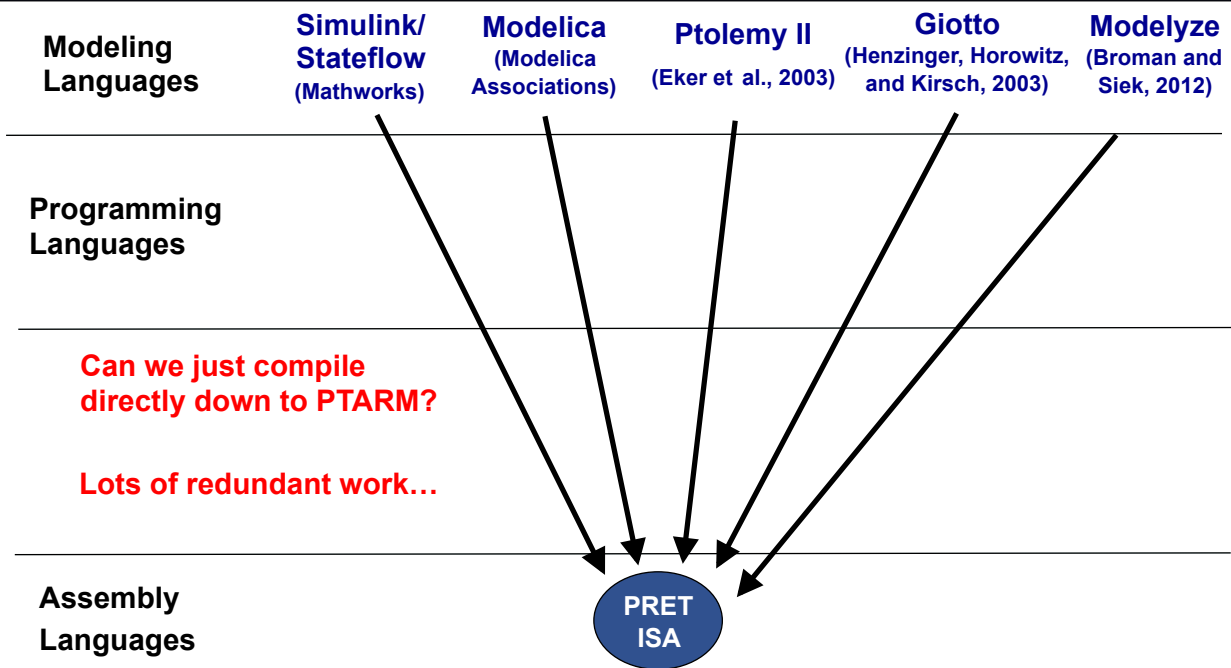 Modeling
Languages
Simulink/
Stateflow
(Mathworks)
Modelica
(Modelica
Associations)
Ptolemy II
(Eker et al., 2003)
Giotto
(Henzinger, Horowitz,
and Kirsch, 2003)
Modelyze
(Broman and
Siek, 2012)
Programming
Languages
Can we just compile
directly down to PTARM?
Lots of redundant work…
Assembly
Languages
PRET
ISA